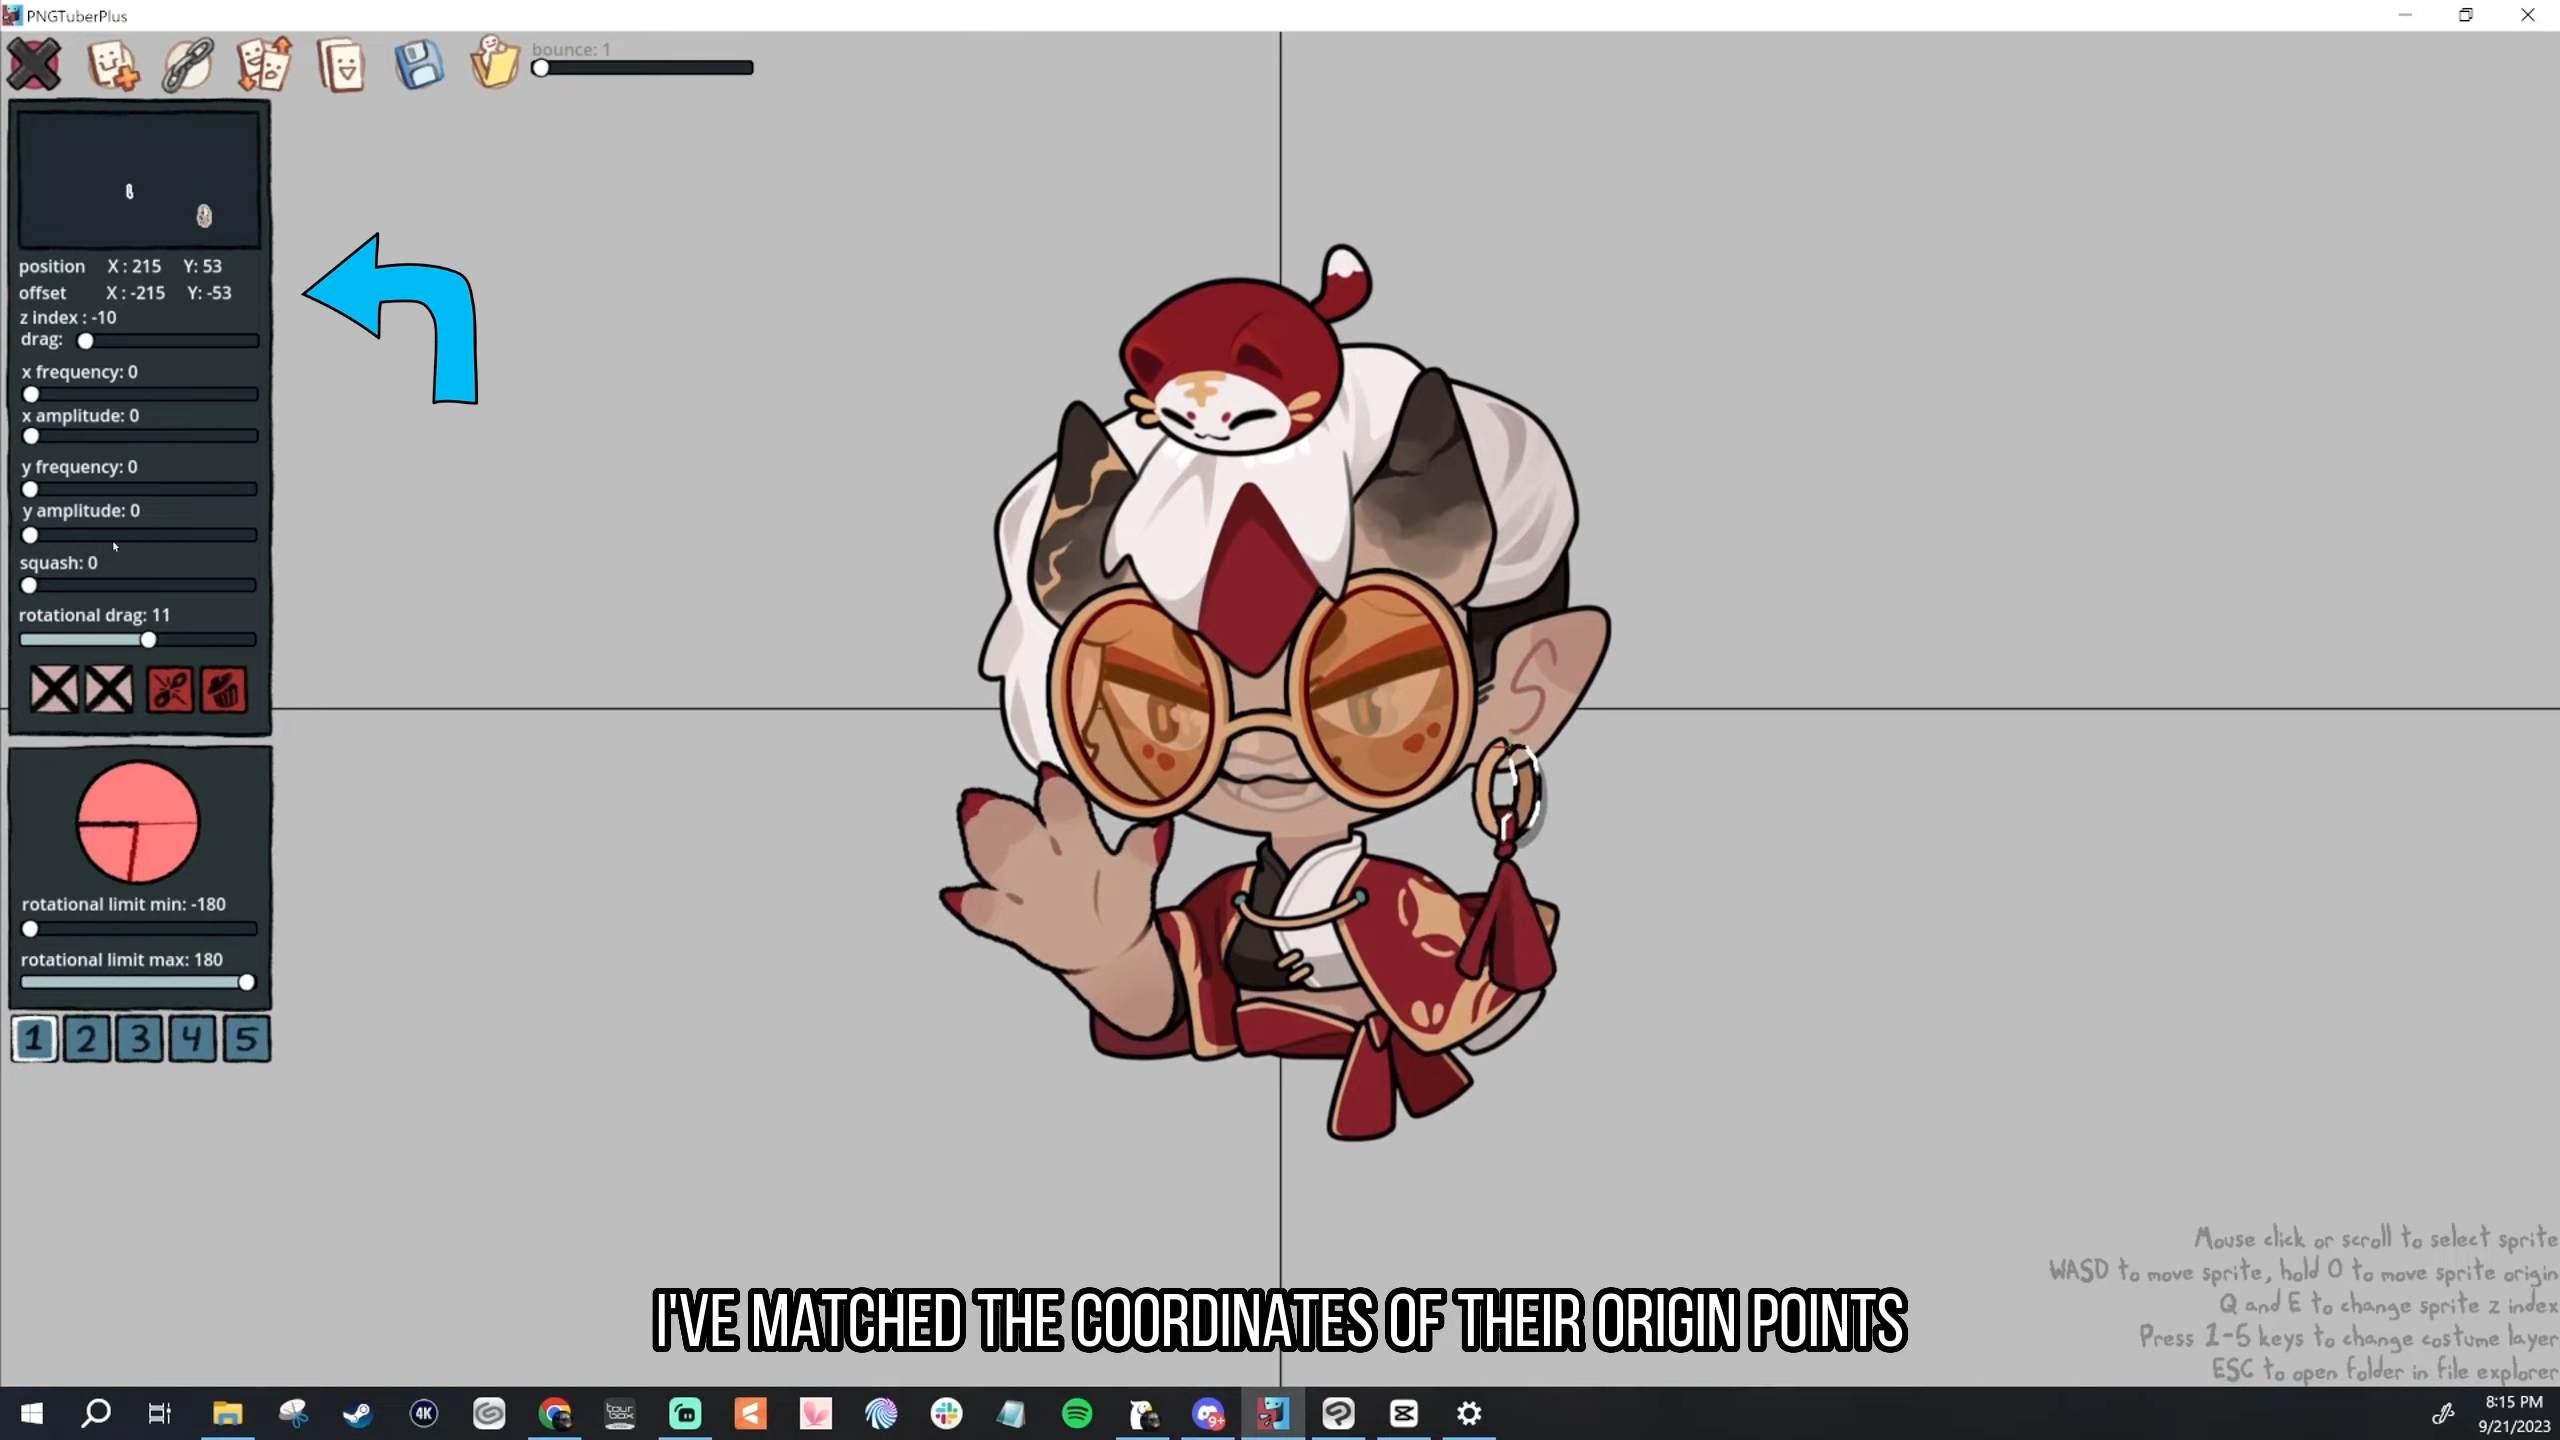 PNGTuberPlus
bounce: 1
position X : 215 Y: 53
offset X : -215 Y: -53
z index : -10
drag:
x frequency: 0
x amplitude: 0
y frequency: 0
y amplitude: 0
squash: 0
rotational drag: 11
rotational limit min: -180
rotational limit max: 180
1 2 3 4 5
Mouse click or scroll to select sprite
WASD to move sprite, hold O to move sprite origin
Q and E to change sprite z index
Press 1-5 keys to change costume layer
ESC to open folder in file explorer
I'VE MATCHED THE COORDINATES OF THEIR ORIGIN POINTS
4K
tour
box
9+
8:15 PM
9/21/2023